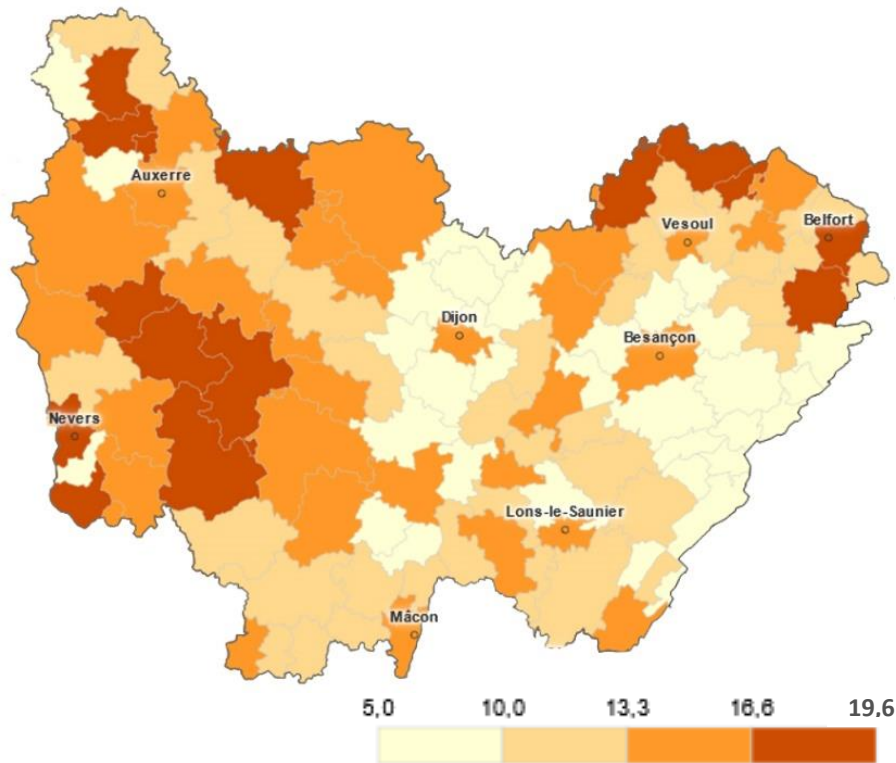 Auxerre
Vesoul
Belfort
Dijon
Besançon
Nevers
Lons-le-Saunier
Mâcon
5,0 10,0 13,3 16,6 19,6